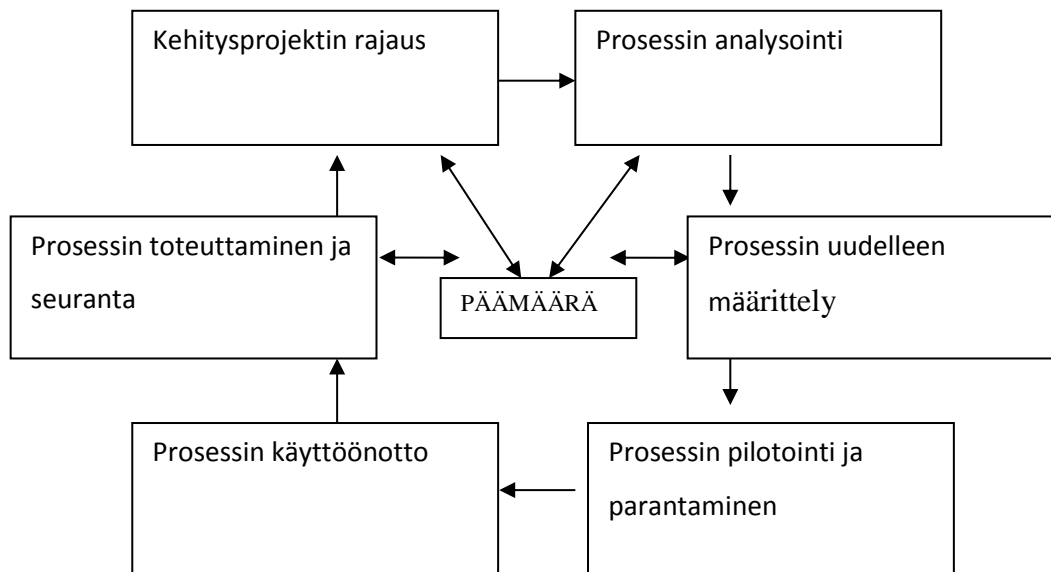 Kehitysprojektin rajaus
Prosessin analysointi
Prosessin toteuttaminen ja
seuranta
PÄÄMÄÄRÄ
Prosessin uudelleen
määrittely
Prosessin käyttöönotto
Prosessin pilotointi ja
parantaminen